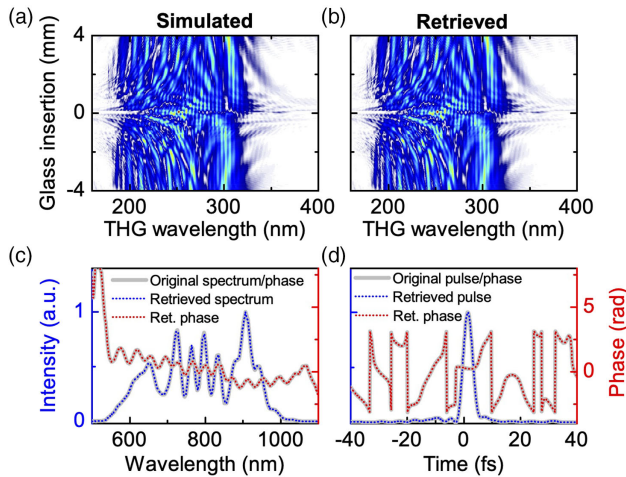 (a) Simulated
(b) Retrieved
Glass insertion (mm)
4
0
-4
200 300 400
THG wavelength (nm)
200 300 400
THG wavelength (nm)
(c)
Intensity (a.u.)
1
0
Original spectrum/phase
Retrieved spectrum
Ret. phase
600 800 1000
Wavelength (nm)
(d)
Original pulse/phase
Retrieved pulse
Ret. phase
5
0
-5
Phase (rad)
-40 -20 0 20 40
Time (fs)